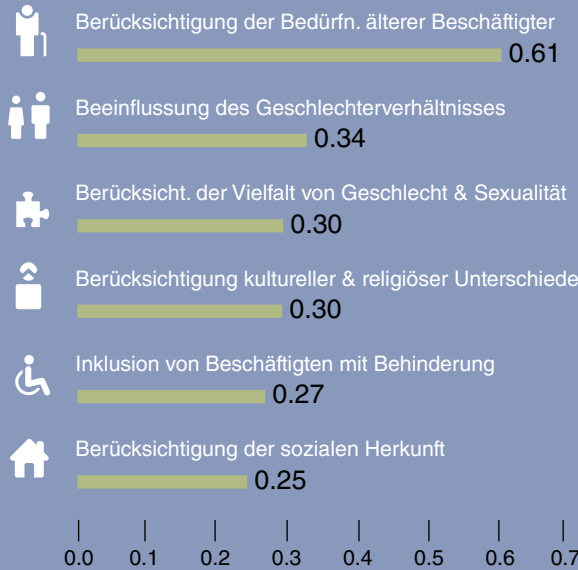 Berücksichtigung der Bedürfn. älterer Beschäftigter
0.61
Beeinflussung des Geschlechterverhältnisses
0.34
Berücksicht. der Vielfalt von Geschlecht & Sexualität
0.30
Berücksichtigung kultureller & religiöser Unterschiede
0.30
Inklusion von Beschäftigten mit Behinderung
0.27
Berücksichtigung der sozialen Herkunft
0.25
0.0 0.1 0.2 0.3 0.4 0.5 0.6 0.7